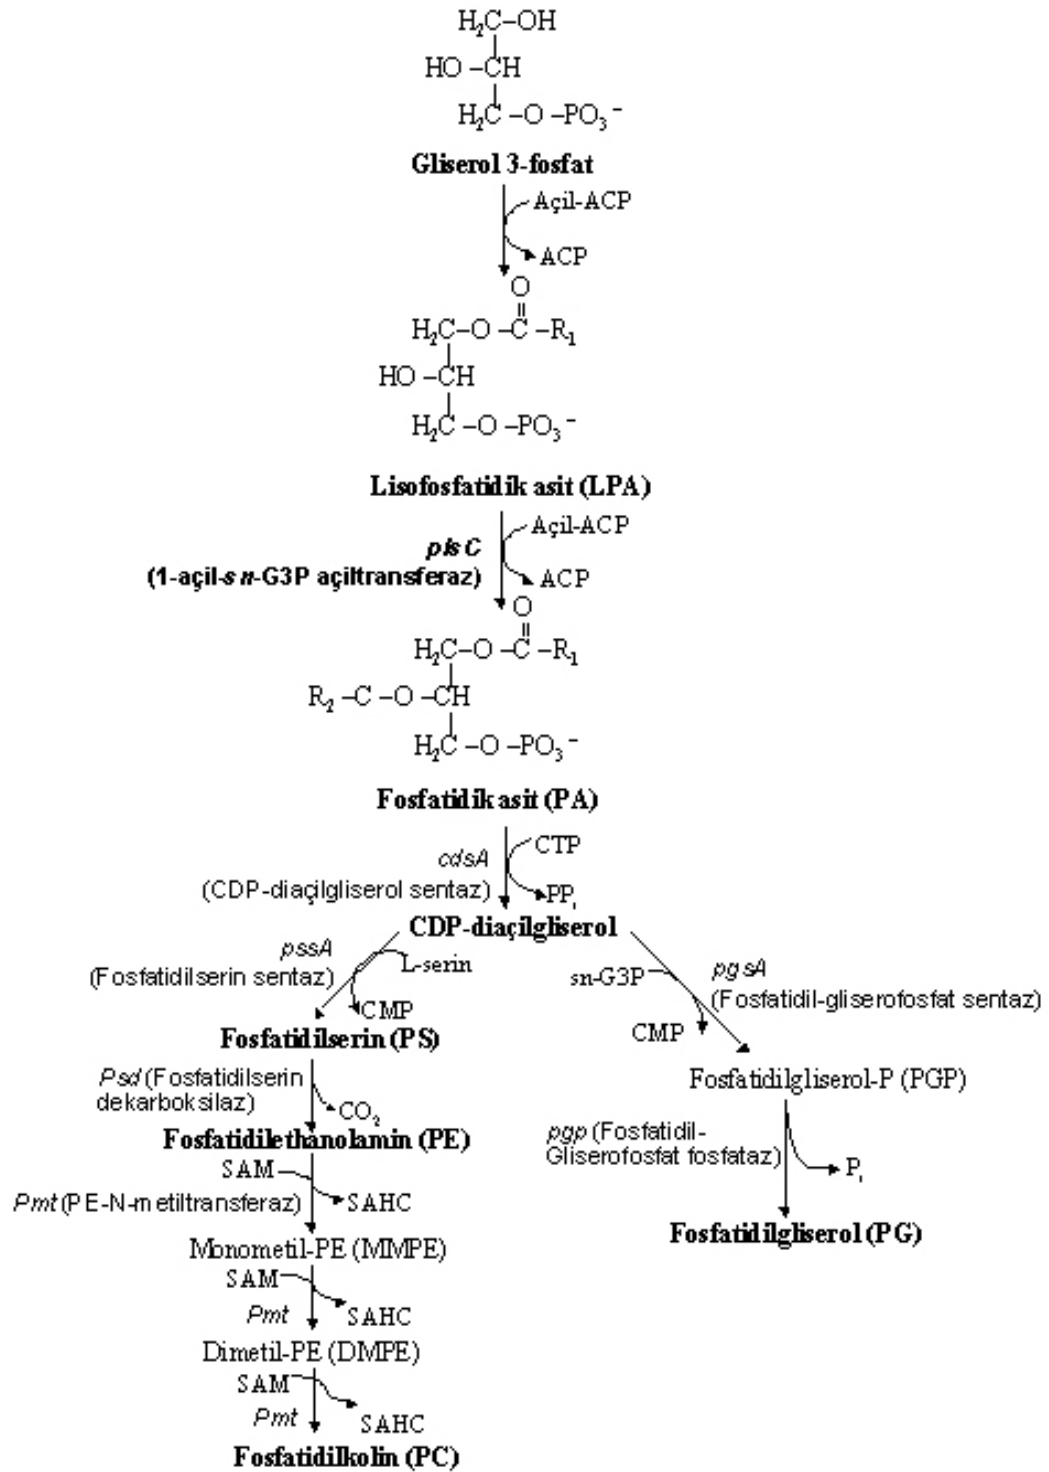 H₂C–OH
HO –CH
H₂C –O –PO₃⁻
Gliserol 3-fosfat
Açil-ACP
ACP
O
H₂C–O –C –R₁
HO –CH
H₂C –O –PO₃⁻
Lisofosfatidik asit (LPA)
Açil-ACP
plsC
(1-açil-sn-G3P açiltransferaz)
ACP
O
H₂C–O –C –R₁
R₂ –C –O –CH
H₂C –O –PO₃⁻
Fosfatidik asit (PA)
CTP
cdsA
(CDP-diaçilgliserol sentaz)
PPᵢ
CDP-diaçilgliserol
pssA
(Fosfatidilserin sentaz)
L-serin
CMP
sn-G3P
pgsA
(Fosfatidil-gliserofosfat sentaz)
CMP
Fosfatidilserin (PS)
Psd (Fosfatidilserin
dekarboksilaz)
CO₂
Fosfatidilgliserol-P (PGP)
Fosfatidilethanolamin (PE)
pgp (Fosfatidil-
Gliserofosfat fosfataz)
Pᵢ
SAM
Pmt (PE-N-metiltransferaz)
SAHC
Fosfatidilgliserol (PG)
Monometil-PE (MMPE)
SAM
Pmt
SAHC
Dimetil-PE (DMPE)
SAM
Pmt
SAHC
Fosfatidilkolin (PC)